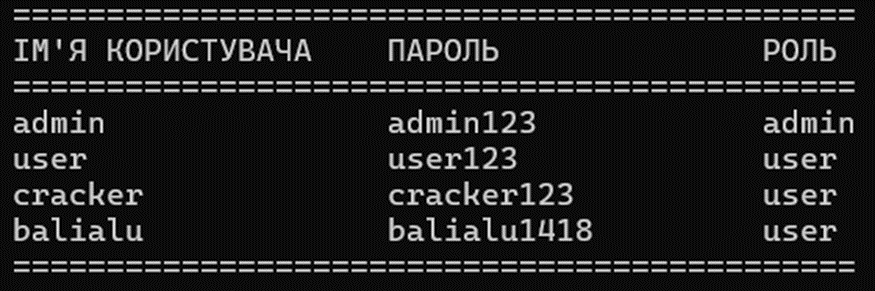 ==============================================
ІМ'Я КОРИСТУВАЧА    ПАРОЛЬ              РОЛЬ
==============================================
admin               admin123            admin
user                user123             user
cracker             cracker123          user
balialu             balialu1418         user
==============================================